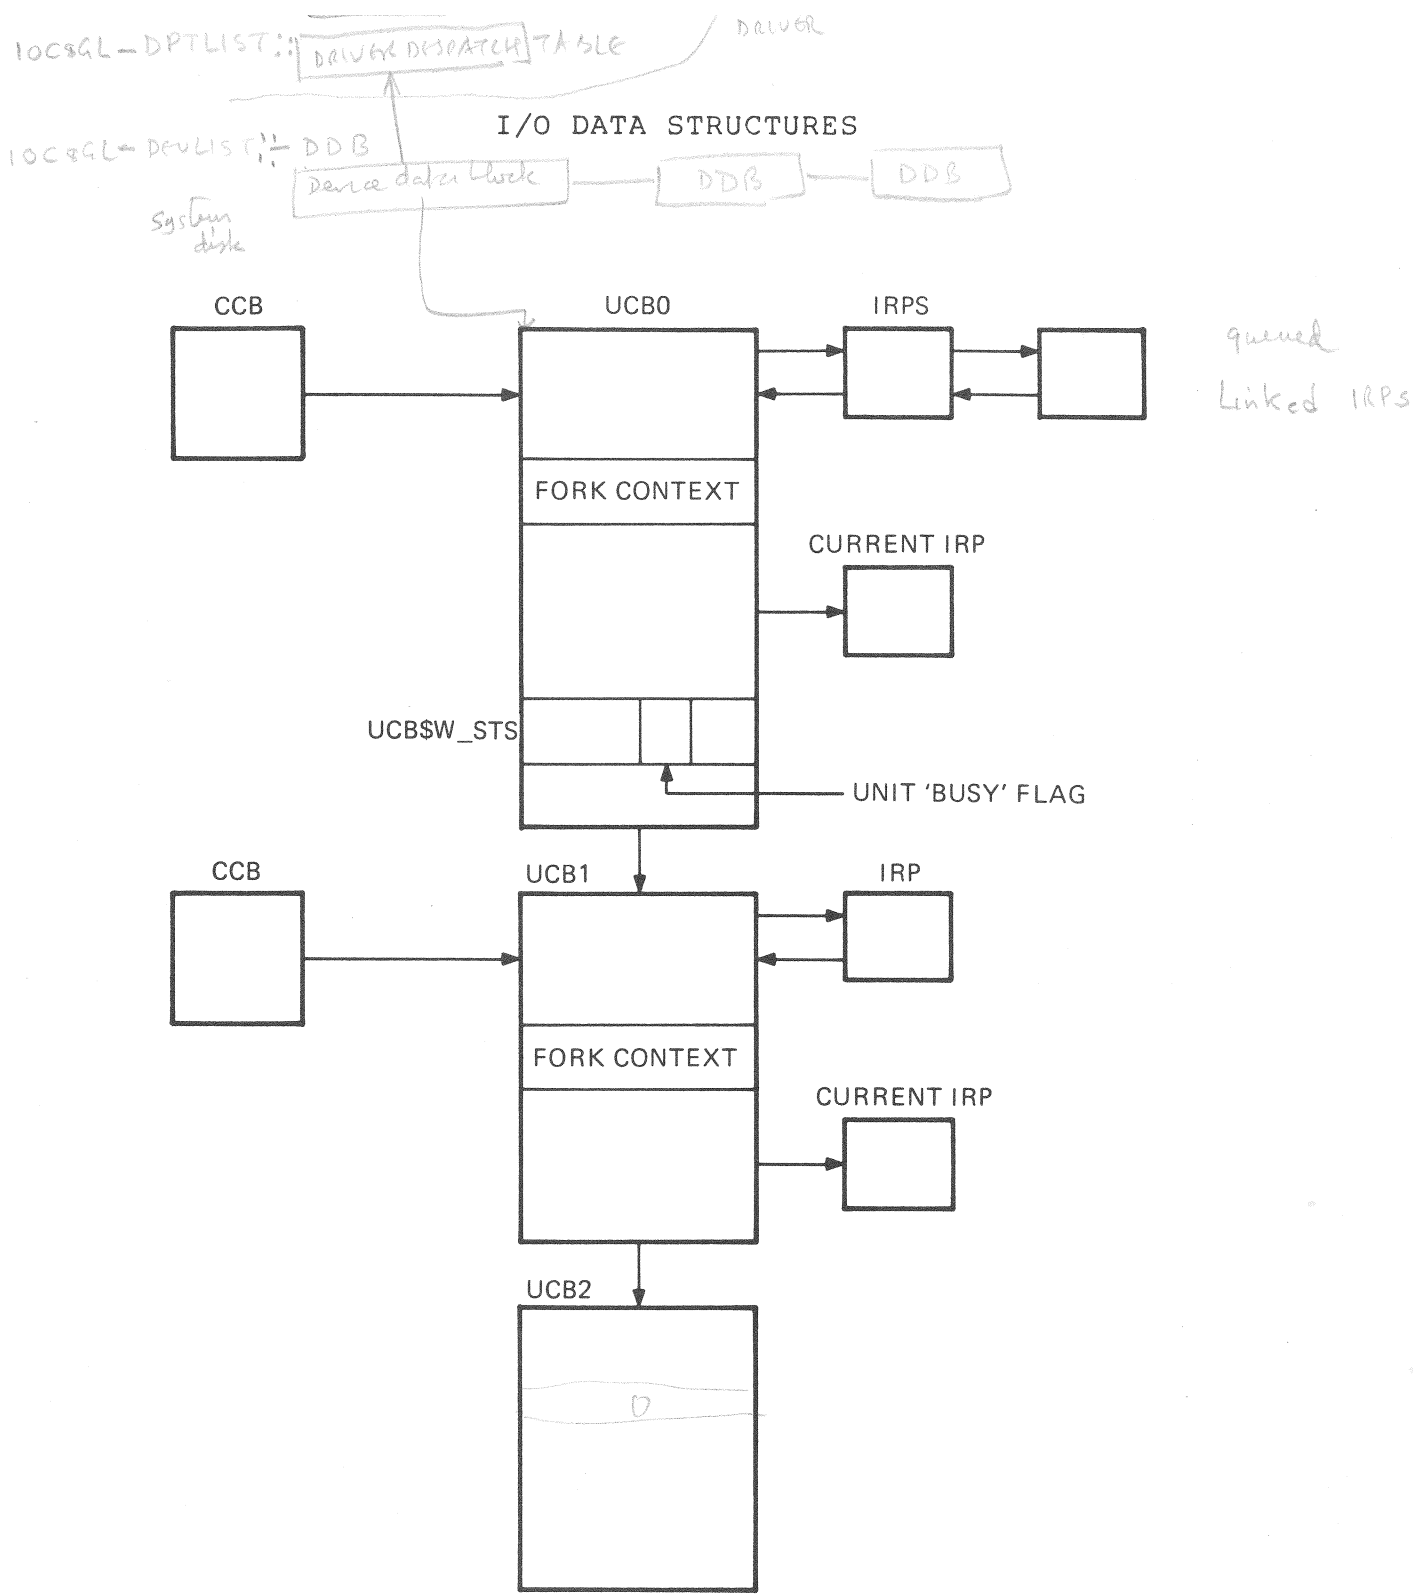 DRIVER
IOC$GL-DPTLIST:: DRIVER DESPATCH TABLE
I/O DATA STRUCTURES
IOC$GL-DEVLIST:: DDB
Device data block DDB DDB
System
disk
CCB UCB0 IRPS
queued
Linked IRPs
FORK CONTEXT
CURRENT IRP
UCB$W_STS
UNIT ‘BUSY’ FLAG
CCB UCB1 IRP
FORK CONTEXT
CURRENT IRP
UCB2
0